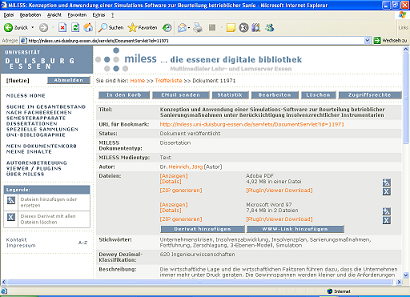 MILESS: Konzeption und Anwendung einer Simulations-Software zur Beurteilung betrieblicher Sanie - Microsoft Internet Explorer
Datei Bearbeiten Ansicht Favoriten Extras ?
Zurück Suchen Favoriten
Adresse http://miless.uni-duisburg-essen.de/servlets/DocumentServlet?id=11971 Wechseln zu
UNIVERSITÄT
DUISBURG
ESSEN
miless ... die essener digitale bibliothek
Multimedialer Lehr- und Lernserver Essen
Abmelden
Sie sind hier: Home >> Trefferliste >> Dokument 11971
In den Korb EMail senden Statistik Bearbeiten Löschen Zugriffsrechte
MILESS HOME
SUCHE IM GESAMTBESTAND
NACH FACHBEREICHEN
SEMESTERAPPARATE
DISSERTATIONEN
SPEZIELLE SAMMLUNGEN
UNI-BIBLIOGRAPHIE
MEIN DOKUMENTENKORB
MEINE INHALTE
AUTORENBETREUUNG
VIEWER / PLUGINS
ÜBER MILESS
Legende:
Dateien hinzufügen oder ersetzen
Dieses Derivat mit allen Dateien löschen
Kontakt A-Z
Impressum
Titel: Konzeption und Anwendung einer Simulations-Software zur Beurteilung betrieblicher
Sanierungsmaßnahmen unter Berücksichtigung insolvenzrechtlicher Instrumentarien
URL für Bookmark: http://miless.uni-duisburg-essen.de/servlets/DocumentServlet?id=11971
Status: Dokument veröffentlicht
MILESS Dokumententyp: Dissertation
MILESS Medientyp: Text
Autor: Dr. Heinrich, Jörg [Autor]
Dateien: [Anzeigen] Adobe PDF
[Details] 4,02 MB in einer Datei
[ZIP generieren] [Plugin/Viewer Download]
[Anzeigen] Microsoft Word 97
[Details] 7,84 MB in 2 Dateien
[ZIP generieren] [Plugin/Viewer Download]
Derivat hinzufügen WWW-Link hinzufügen
Stichwörter: Unternehmenskrisen, Insolvenzabwicklung, Insolvenzplan, Sanierungsmaßnahmen,
Fortführung, Zerschlagung, 3-Ebenen-Modell, Simulation
Dewey Dezimal-Klassifikation: 620 Ingenieurwissenschaften
Beschreibung: Die wirtschaftliche Lage und die wirtschaftlichen Faktoren führen dazu, dass die Unternehmen
immer mehr unter Druck geraten. Die Gewinnspannen werden kleiner und die Anforderungen
Internet